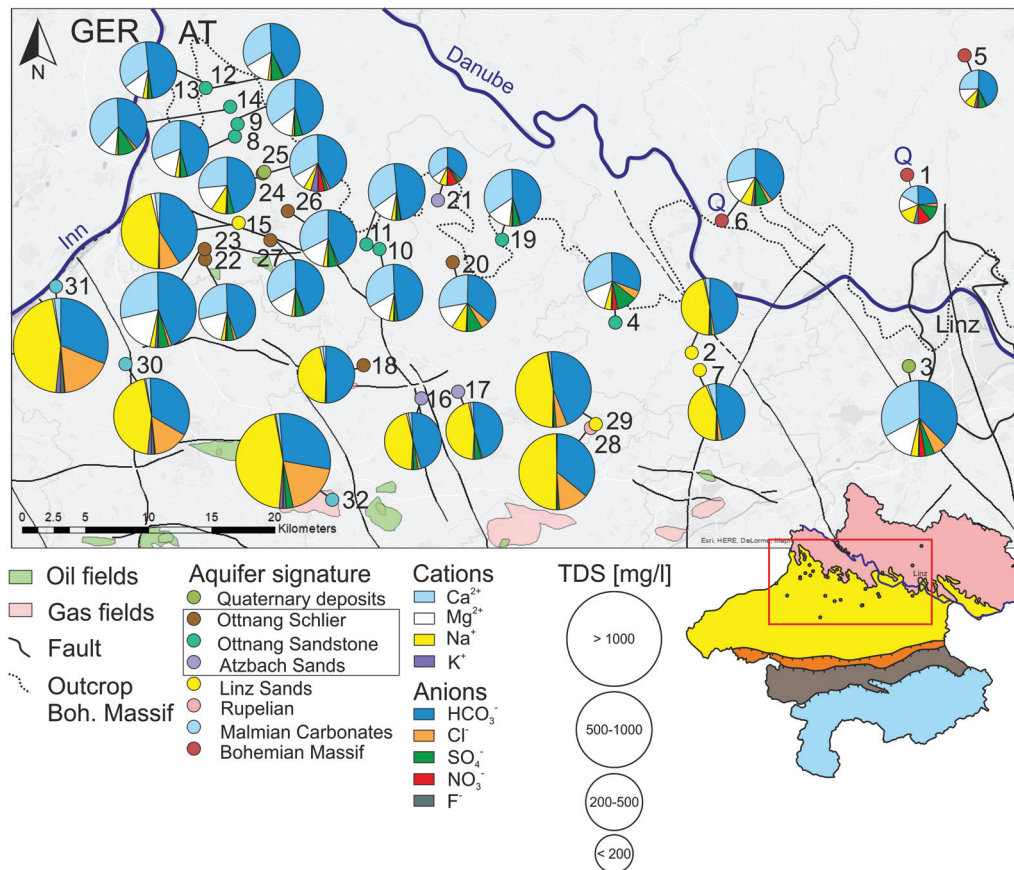 GER AT
N
Danube
Inn
Linz
Q
Q
5
12
13
14
9
8
25
24
26
15
23
22
27
11
10
21
19
20
6
1
31
30
4
2
7
3
18
16
17
29
28
32
0 2.5 5 10 15 20
Kilometers
Esri, HERE, DeLorme, Map
Linz
Oil fields
Gas fields
Fault
Outcrop
Boh. Massif
Aquifer signature
Quaternary deposits
Ottnang Schlier
Ottnang Sandstone
Atzbach Sands
Linz Sands
Rupelian
Malmian Carbonates
Bohemian Massif
Cations
Ca²⁺
Mg²⁺
Na⁺
K⁺
Anions
HCO₃⁻
Cl⁻
SO₄⁻
NO₃⁻
F⁻
TDS [mg/l]
> 1000
500-1000
200-500
< 200